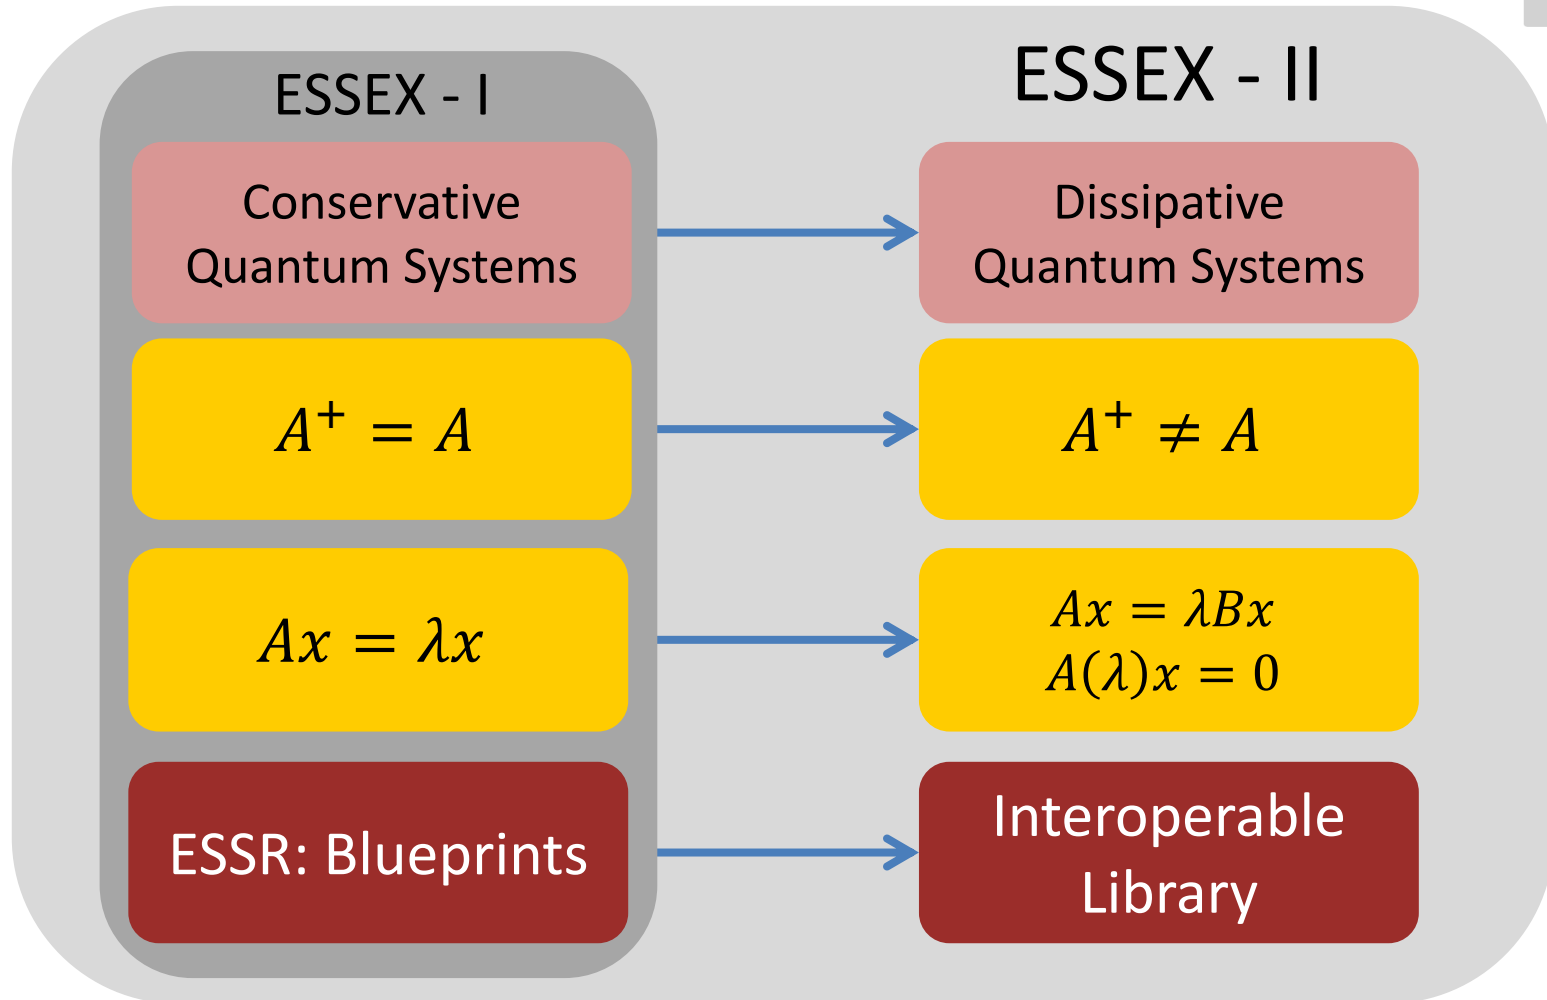 ESSEX - I
Conservative
Quantum Systems
A⁺ = A
Ax = λx
ESSR: Blueprints
ESSEX - II
Dissipative
Quantum Systems
A⁺ ≠ A
Ax = λBx
A(λ)x = 0
Interoperable
Library